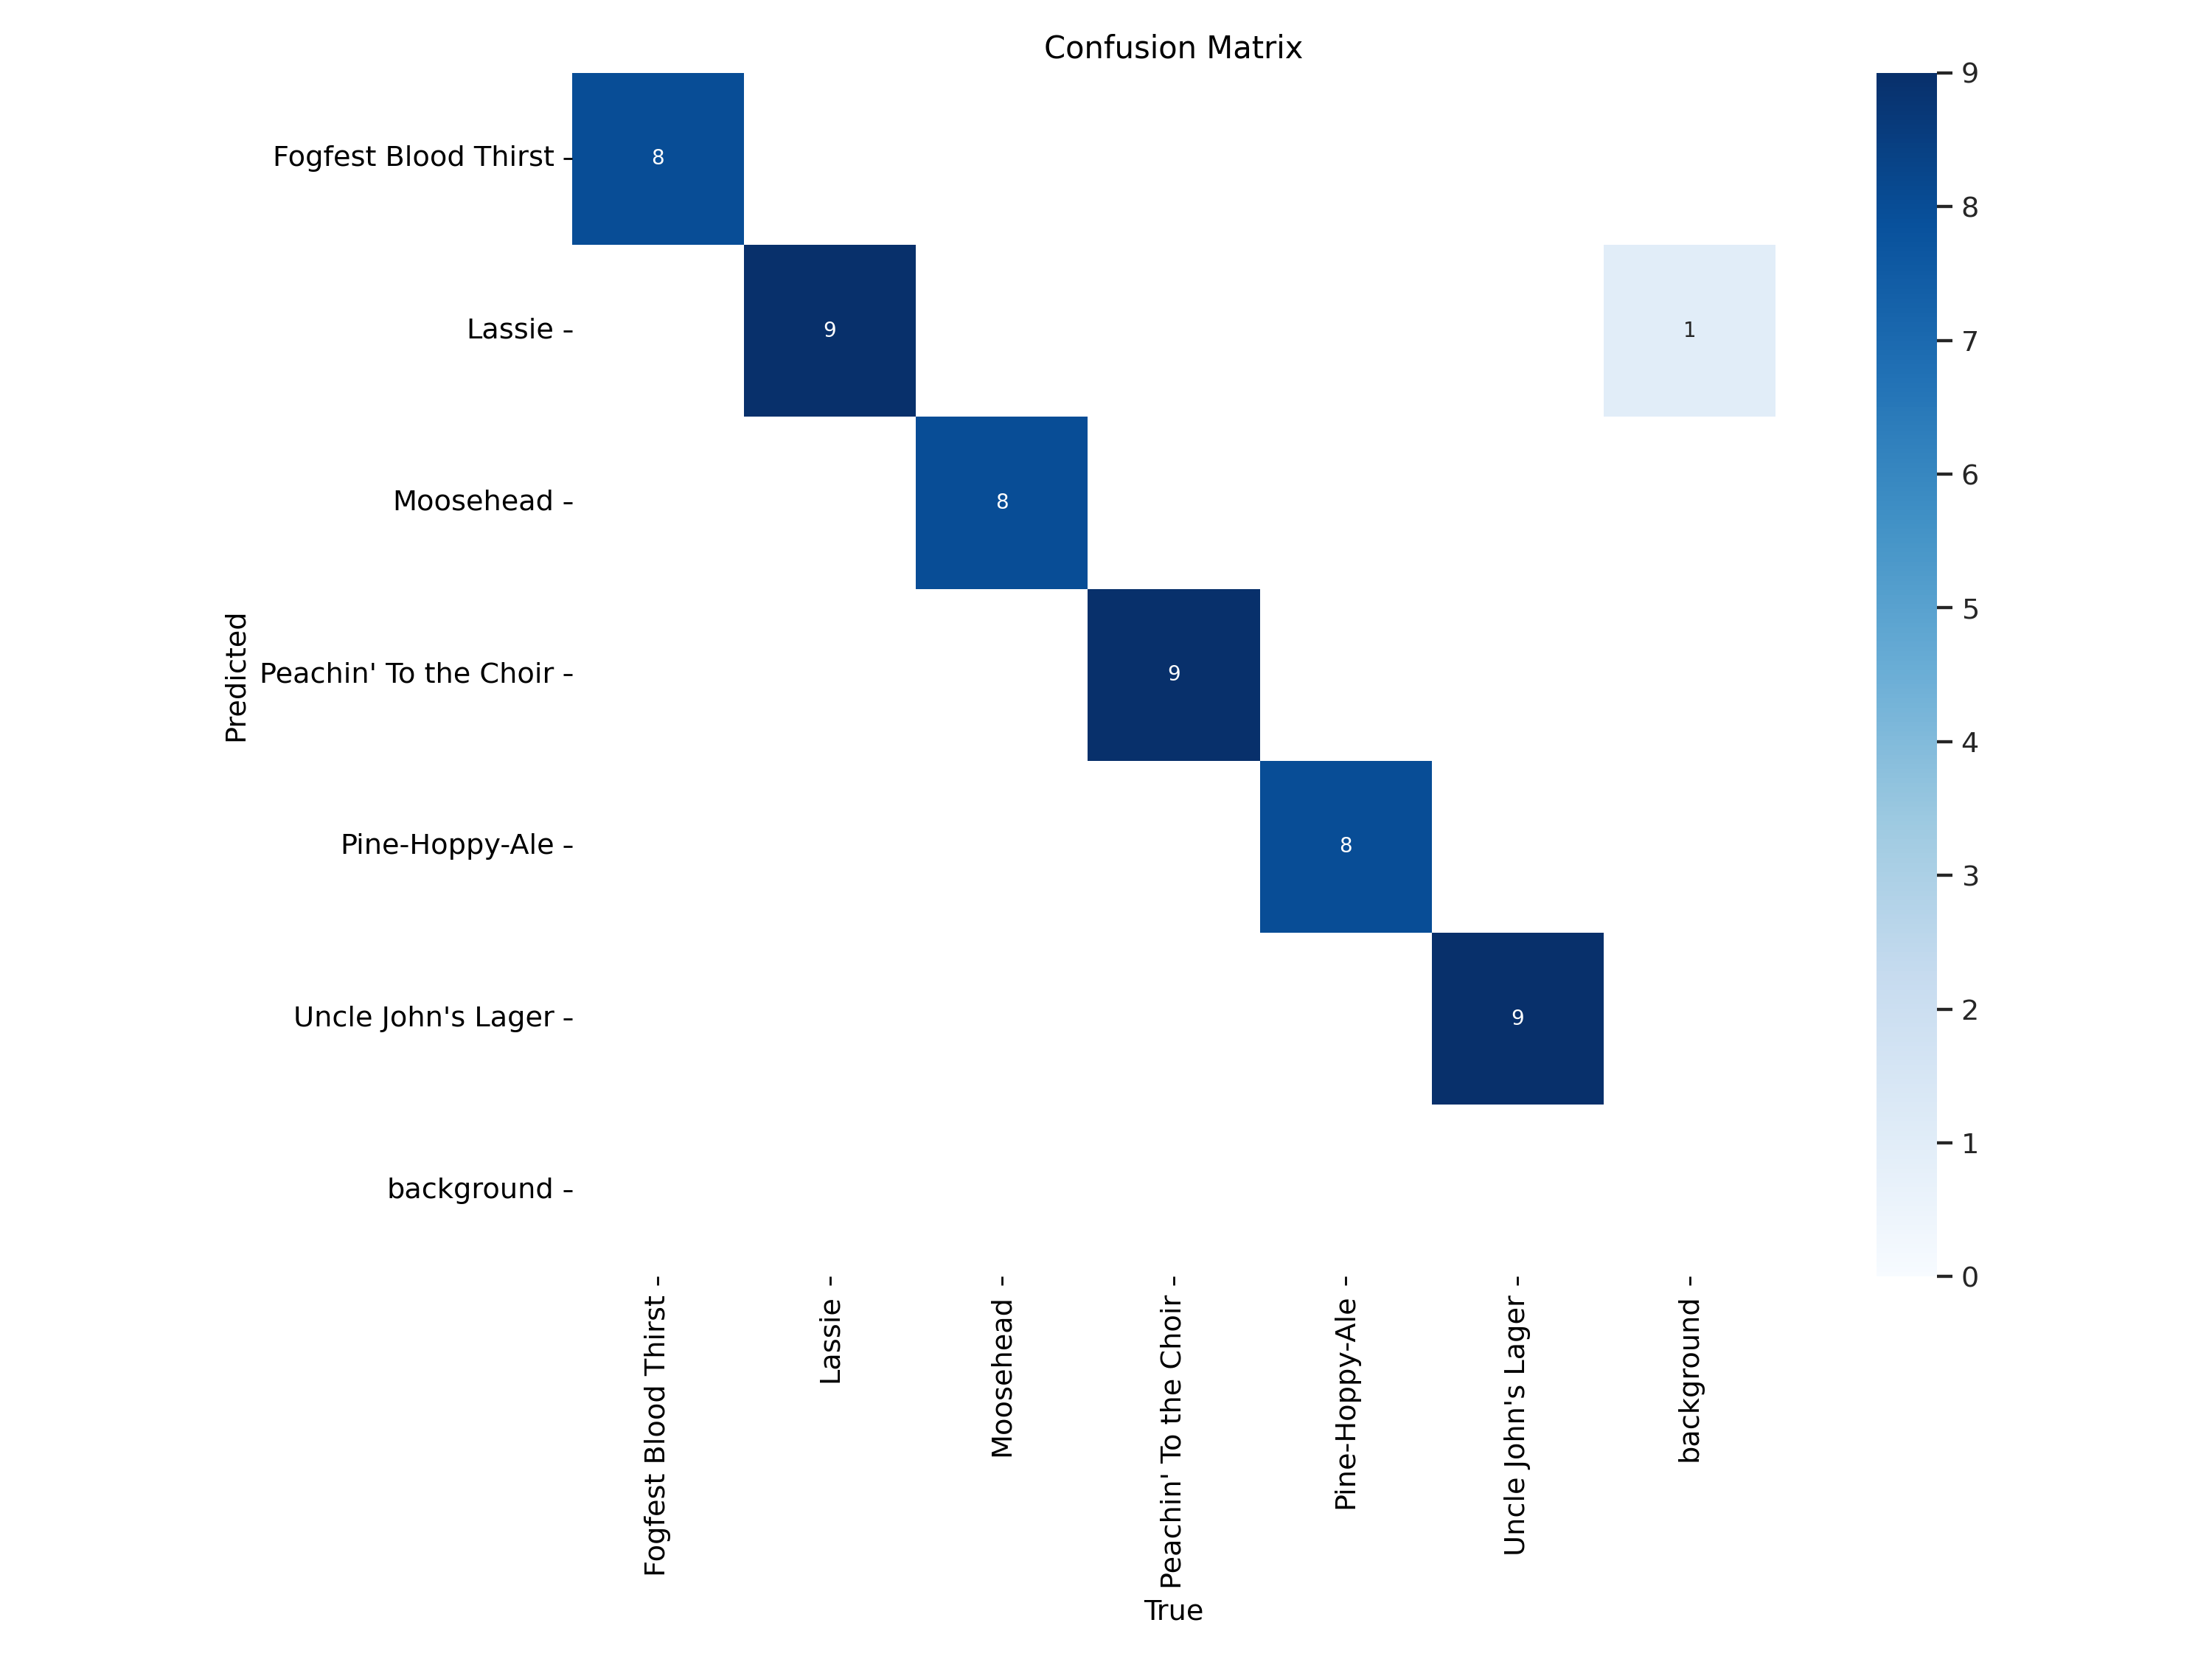 Confusion Matrix
Fogfest Blood Thirst
8
Lassie
9
1
Moosehead
8
Peachin' To the Choir
9
Pine-Hoppy-Ale
8
Uncle John's Lager
9
background
Predicted
Fogfest Blood Thirst
Lassie
Moosehead
Peachin' To the Choir
Pine-Hoppy-Ale
Uncle John's Lager
background
True
9
8
7
6
5
4
3
2
1
0